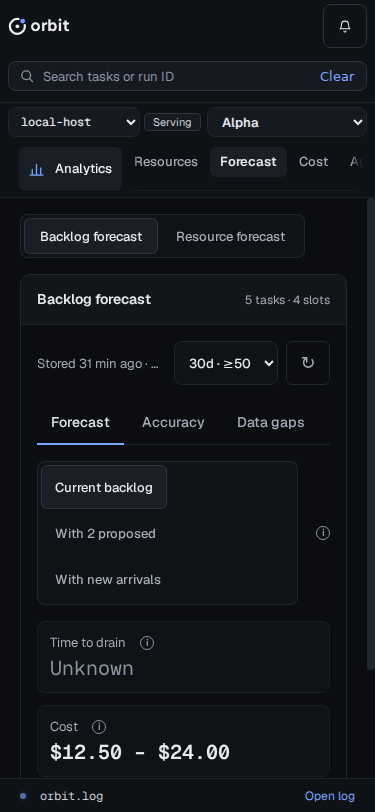 orbit
Search tasks or run ID
Clear
local-host
Serving
Alpha
Analytics
Resources
Forecast
Cost
Backlog forecast
Resource forecast
Backlog forecast
5 tasks · 4 slots
Stored 31 min ago · …
30d · ≥50
Forecast
Accuracy
Data gaps
Current backlog
With 2 proposed
With new arrivals
Time to drain
Unknown
Cost
$12.50 – $24.00
orbit.log
Open log